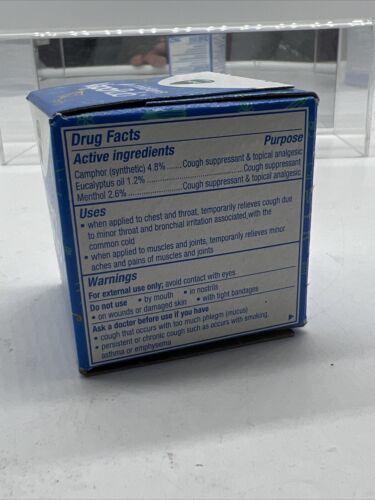 Drug Facts
Active ingredients Purpose
Camphor (synthetic) 4.8% ........Cough suppressant & topical analgesic
Eucalyptus oil 1.2% ........................................Cough suppressant
Menthol 2.6% ........................Cough suppressant & topical analgesic
Uses
• when applied to chest and throat, temporarily relieves cough due
to minor throat and bronchial irritation associated with the
common cold
• when applied to muscles and joints, temporarily relieves minor
aches and pains of muscles and joints
Warnings
For external use only; avoid contact with eyes
Do not use • by mouth • in nostrils
• on wounds or damaged skin • with tight bandages
Ask a doctor before use if you have
• cough that occurs with too much phlegm (mucus)
• persistent or chronic cough such as occurs with smoking,
asthma or emphysema